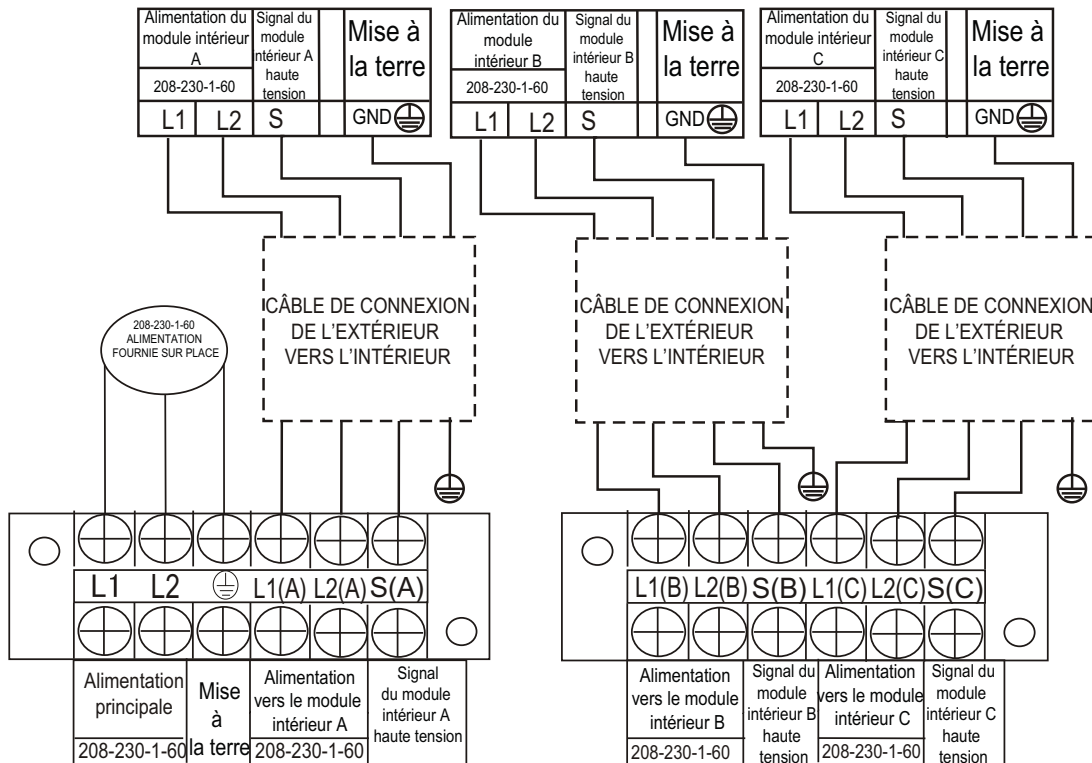 Alimentation du
module intérieur
A
208-230-1-60
Signal du
module
intérieur A
haute
tension
Mise à
la terre
L1 L2 S GND
Alimentation du
module
intérieur B
208-230-1-60
Signal du
module
intérieur B
haute
tension
Mise à
la terre
L1 L2 S GND
Alimentation du
module intérieur
C
208-230-1-60
Signal du
module
intérieur C
haute
tension
Mise à
la terre
L1 L2 S GND
CÂBLE DE CONNEXION
DE L’EXTÉRIEUR
VERS L’INTÉRIEUR
CÂBLE DE CONNEXION
DE L’EXTÉRIEUR
VERS L’INTÉRIEUR
CÂBLE DE CONNEXION
DE L’EXTÉRIEUR
VERS L’INTÉRIEUR
208-230-1-60
ALIMENTATION
FOURNIE SUR PLACE
L1 L2 L1(A) L2(A) S(A)
L1(B) L2(B) S(B) L1(C) L2(C) S(C)
Alimentation
principale
208-230-1-60
Mise
à
la terre
Alimentation
vers le module
intérieur A
208-230-1-60
Signal
du module
intérieur A
haute tension
Alimentation
vers le module
intérieur B
208-230-1-60
Signal du
module
intérieur B
haute
tension
Alimentation
vers le module
intérieur C
208-230-1-60
Signal du
module
intérieur C
haute
tension